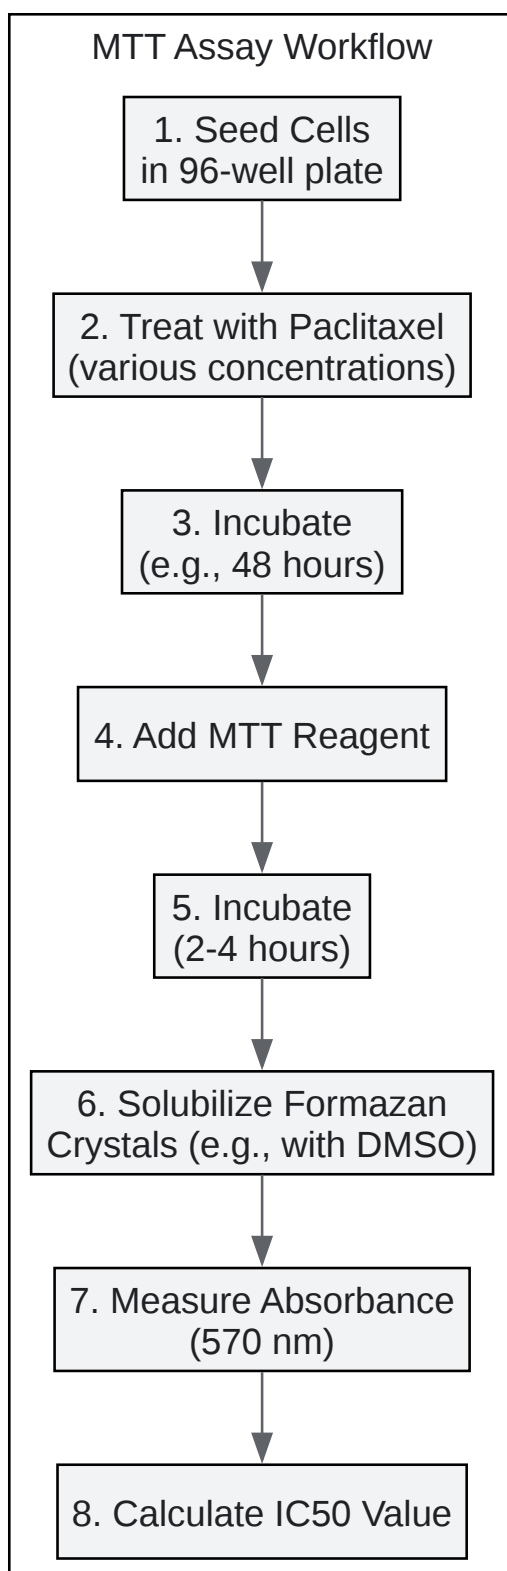 MTT Assay Workflow
1. Seed Cells
in 96-well plate
2. Treat with Paclitaxel
(various concentrations)
3. Incubate
(e.g., 48 hours)
4. Add MTT Reagent
5. Incubate
(2-4 hours)
6. Solubilize Formazan
Crystals (e.g., with DMSO)
7. Measure Absorbance
(570 nm)
8. Calculate IC50 Value